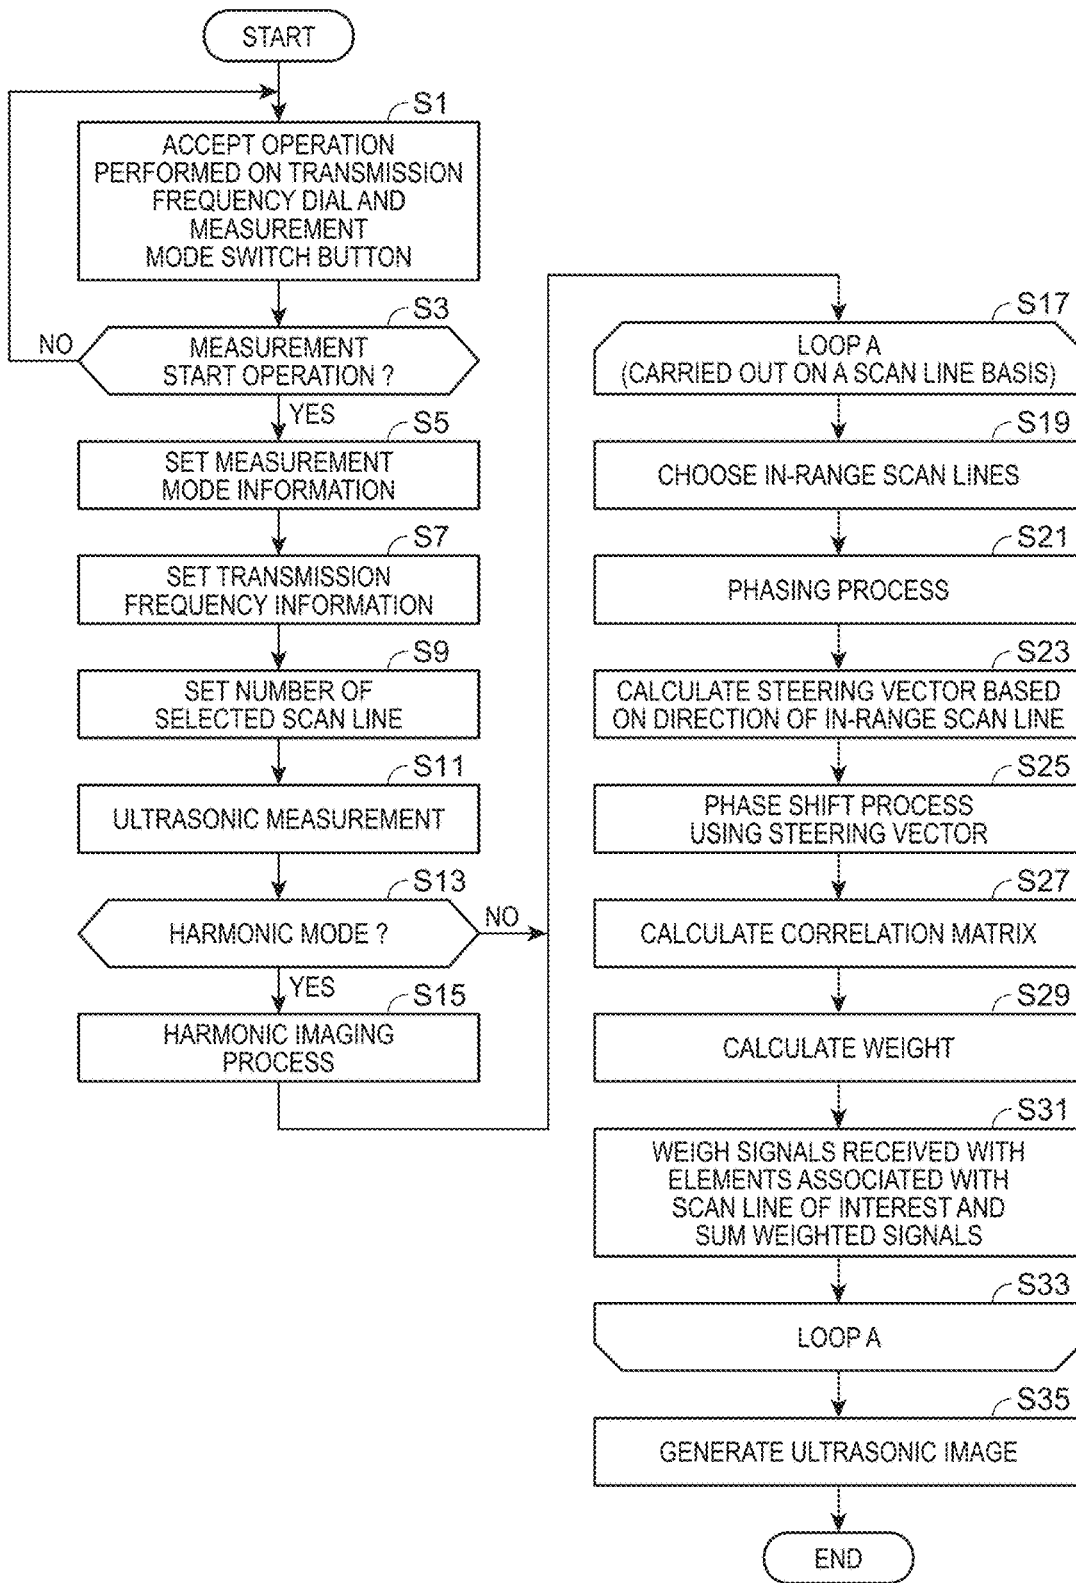 START
S1
ACCEPT OPERATION
PERFORMED ON TRANSMISSION
FREQUENCY DIAL AND
MEASUREMENT
MODE SWITCH BUTTON
S3
NO
MEASUREMENT
START OPERATION ?
YES
S5
SET MEASUREMENT
MODE INFORMATION
S7
SET TRANSMISSION
FREQUENCY INFORMATION
S9
SET NUMBER OF
SELECTED SCAN LINE
S11
ULTRASONIC MEASUREMENT
S13
HARMONIC MODE ?
NO
YES
S15
HARMONIC IMAGING
PROCESS
S17
LOOP A
(CARRIED OUT ON A SCAN LINE BASIS)
S19
CHOOSE IN-RANGE SCAN LINES
S21
PHASING PROCESS
S23
CALCULATE STEERING VECTOR BASED
ON DIRECTION OF IN-RANGE SCAN LINE
S25
PHASE SHIFT PROCESS
USING STEERING VECTOR
S27
CALCULATE CORRELATION MATRIX
S29
CALCULATE WEIGHT
S31
WEIGH SIGNALS RECEIVED WITH
ELEMENTS ASSOCIATED WITH
SCAN LINE OF INTEREST AND
SUM WEIGHTED SIGNALS
S33
LOOP A
S35
GENERATE ULTRASONIC IMAGE
END